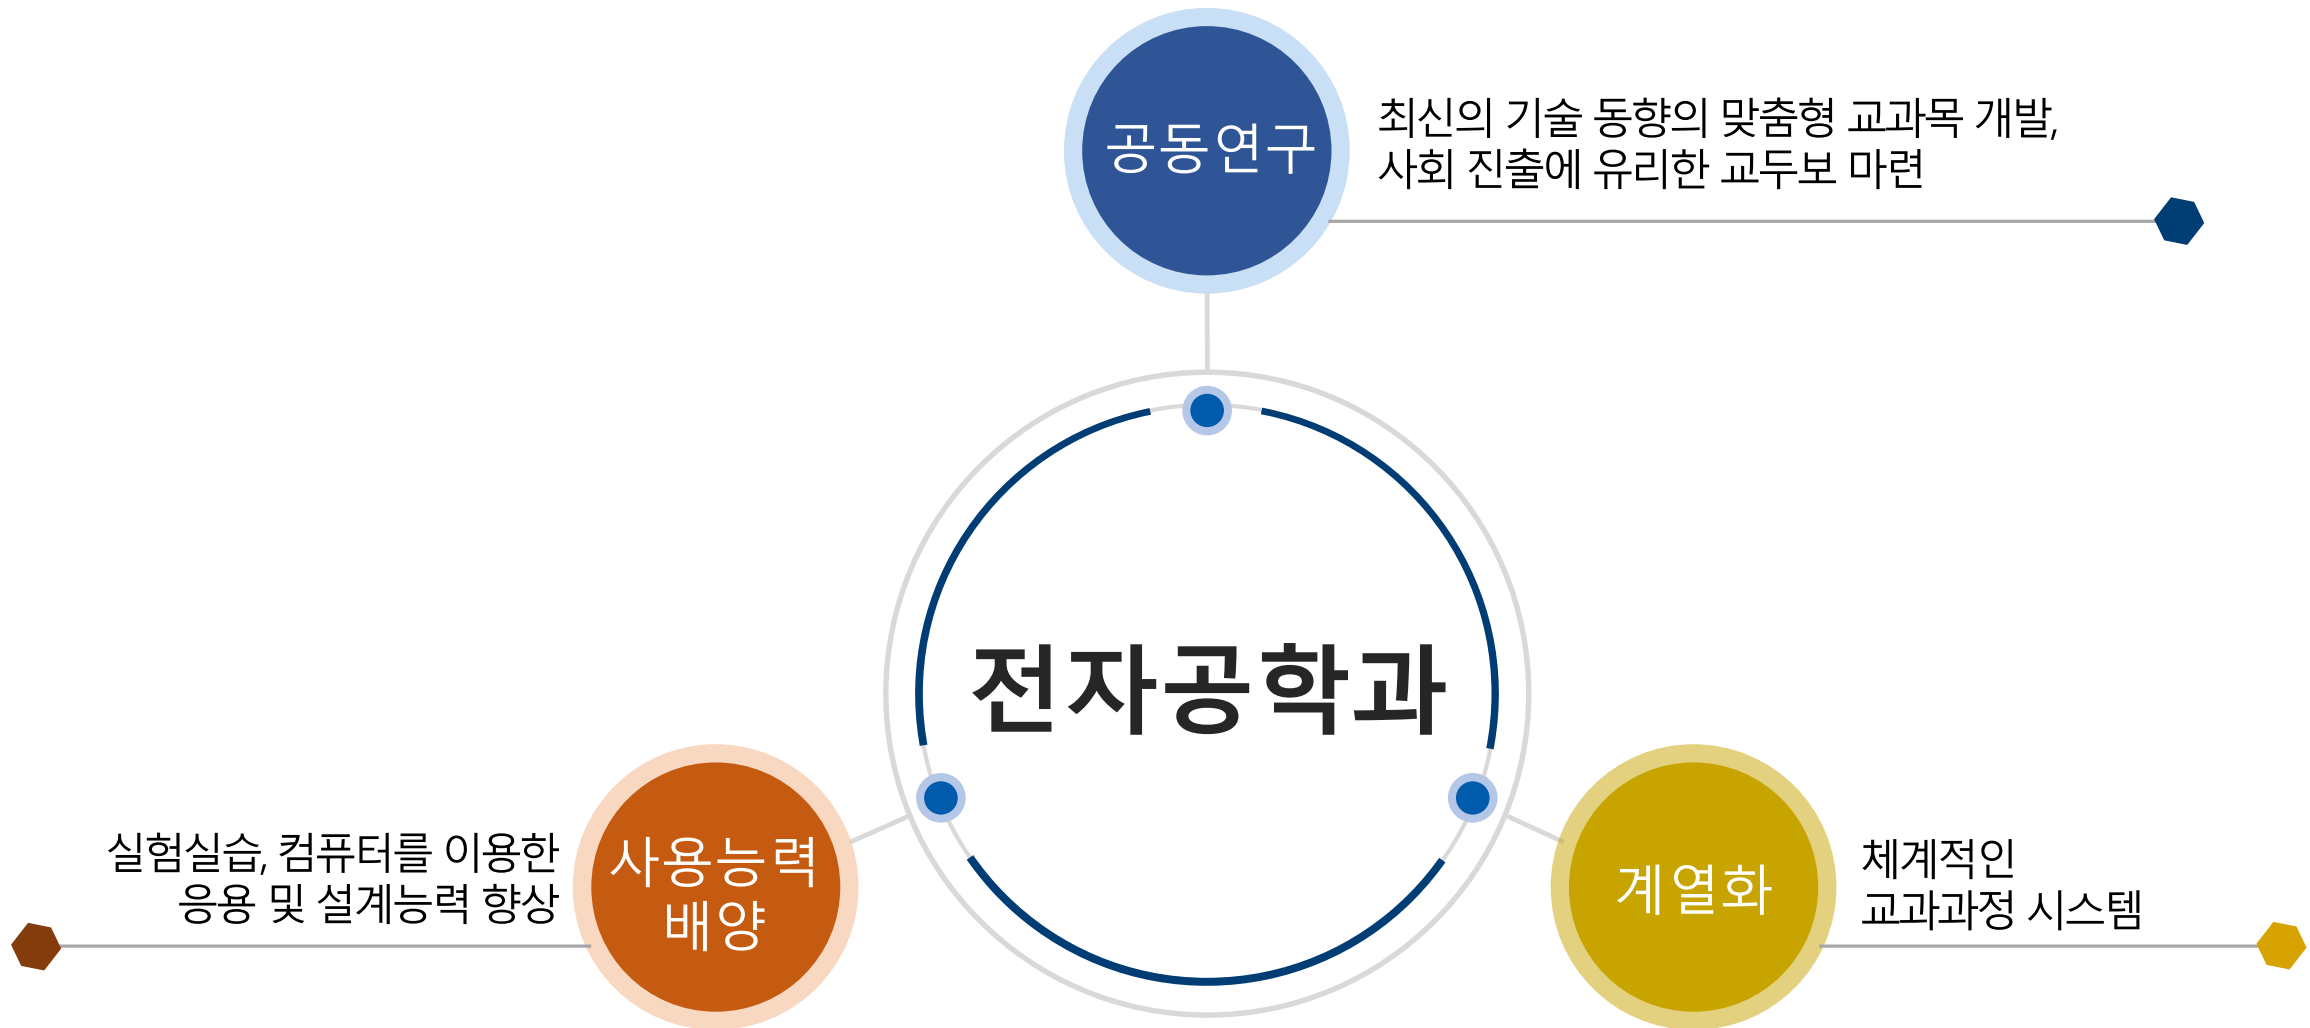 공동연구
최신의 기술 동향의 맞춤형 교과목 개발,
사회 진출에 유리한 교두보 마련
전자공학과
실험실습, 컴퓨터를 이용한
응용 및 설계능력 향상
사용능력
배양
계열화
체계적인
교과과정 시스템